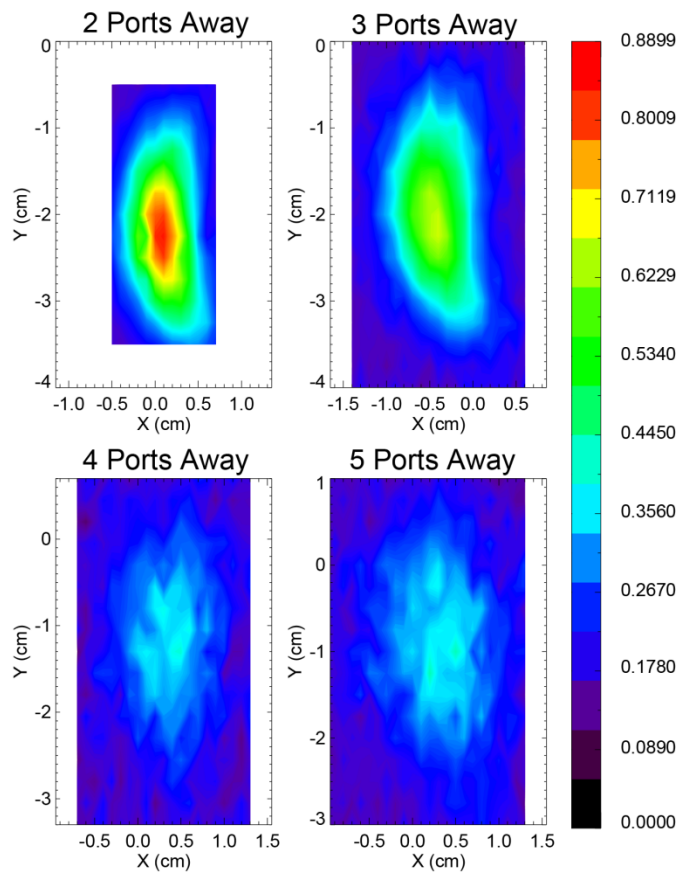 2 Ports Away
3 Ports Away
0
-1
-2
-3
-4
Y (cm)
-1.0 -0.5 0.0 0.5 1.0
X (cm)
0
-1
-2
-3
-4
Y (cm)
-1.5 -1.0 -0.5 0.0 0.5
X (cm)
4 Ports Away
5 Ports Away
0
-1
-2
-3
Y (cm)
-0.5 0.0 0.5 1.0 1.5
X (cm)
1
0
-1
-2
-3
Y (cm)
-0.5 0.0 0.5 1.0 1.5
X (cm)
0.8899
0.8009
0.7119
0.6229
0.5340
0.4450
0.3560
0.2670
0.1780
0.0890
0.0000